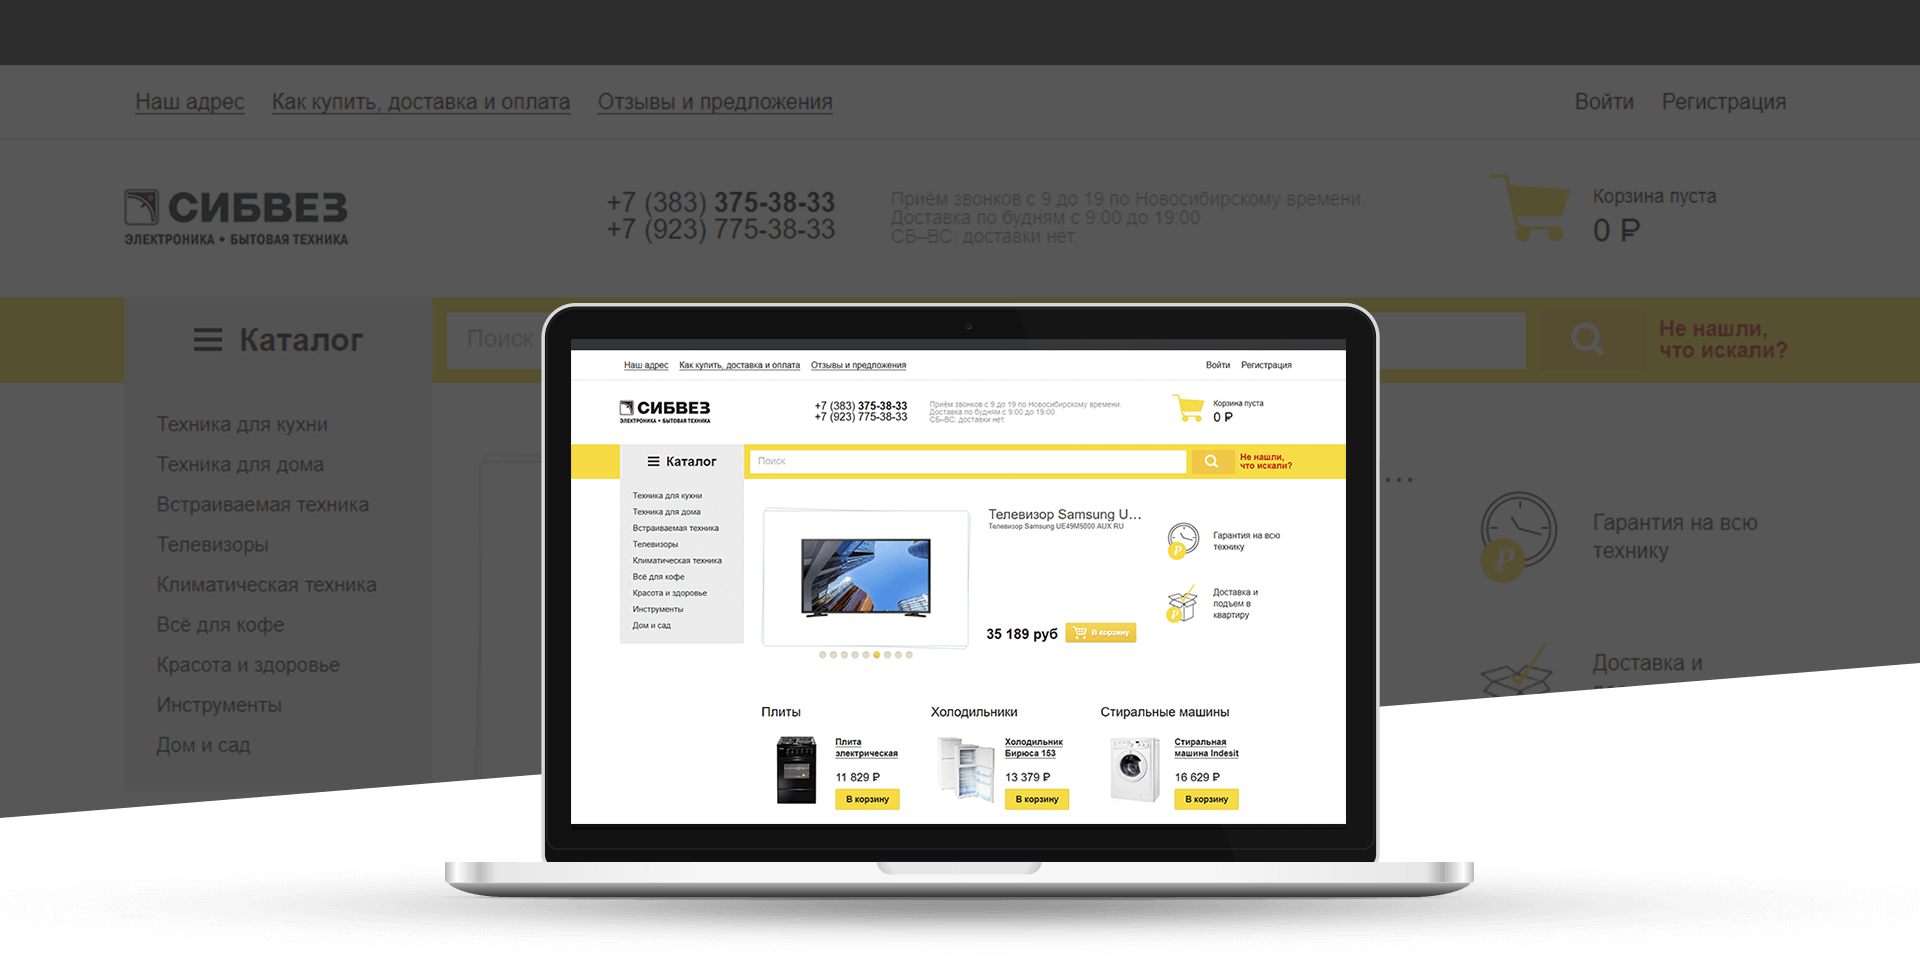 Наш адрес Как купить, доставка и оплата Отзывы и предложения Войти Регистрация
СИБВЕЗ
ЭЛЕКТРОНИКА • БЫТОВАЯ ТЕХНИКА
+7 (383) 375-38-33
+7 (923) 775-38-33
Приём звонков с 9 до 19 по Новосибирскому времени.
Доставка по будням с 9:00 до 19:00
СБ–ВС: доставки нет.
Корзина пуста
0 ₽
Каталог
Поиск
Не нашли,
что искали?
Техника для кухни
Техника для дома
Встраиваемая техника
Телевизоры
Климатическая техника
Всё для кофе
Красота и здоровье
Инструменты
Дом и сад
...
Гарантия на всю
технику
Доставка и
Наш адрес Как купить, доставка и оплата Отзывы и предложения Войти Регистрация
СИБВЕЗ
ЭЛЕКТРОНИКА • БЫТОВАЯ ТЕХНИКА
+7 (383) 375-38-33
+7 (923) 775-38-33
Приём звонков с 9 до 19 по Новосибирскому времени.
Доставка по будням с 9:00 до 19:00
СБ–ВС: доставки нет.
Корзина пуста
0 ₽
Каталог
Поиск
Не нашли,
что искали?
Техника для кухни
Техника для дома
Встраиваемая техника
Телевизоры
Климатическая техника
Всё для кофе
Красота и здоровье
Инструменты
Дом и сад
Телевизор Samsung U...
Телевизор Samsung UE49M5000 AUX RU
35 189 руб
В корзину
Гарантия на всю
технику
Доставка и
подъем в
квартиру
Плиты
Плита
электрическая
11 829 ₽
В корзину
Холодильники
Холодильник
Бирюса 153
13 379 ₽
В корзину
Стиральные машины
Стиральная
машина Indesit
16 629 ₽
В корзину